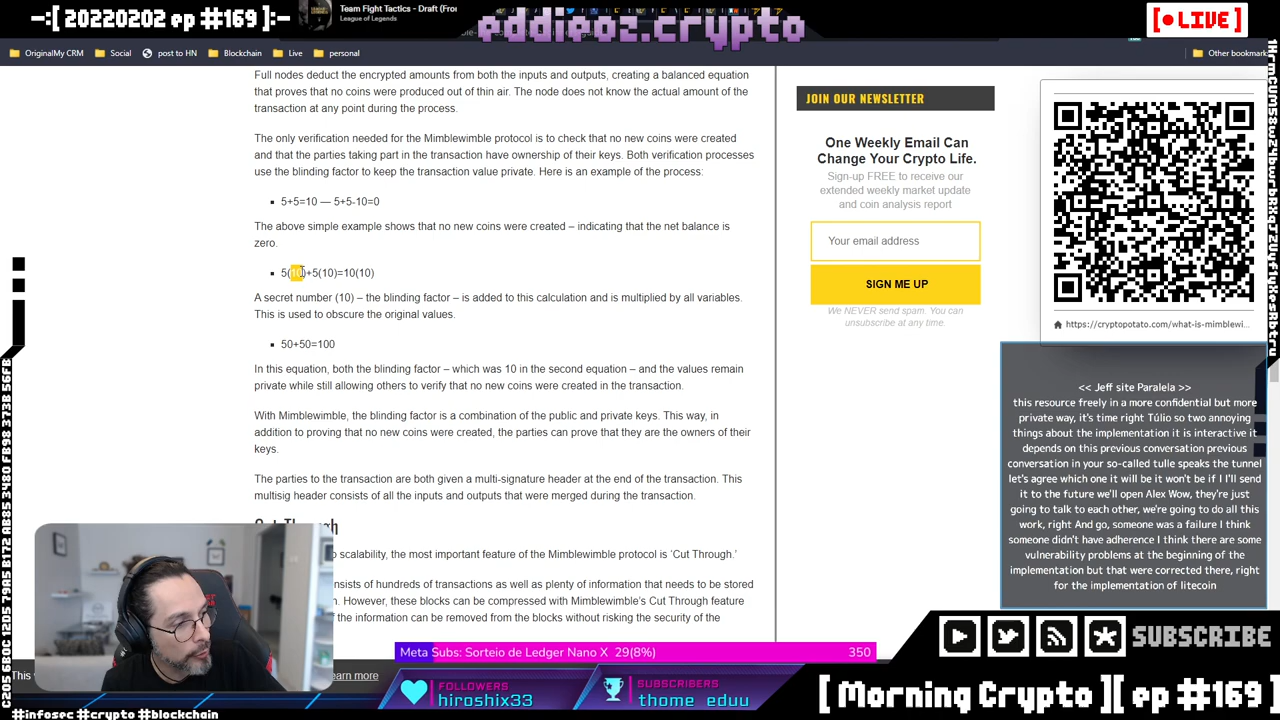 -:[ 20220202 ep #169 ]:-
Team Fight Tactics - Draft (Fro
League of Legends
eddieoz.crypto
[ LIVE ]
OriginalMy CRM
Social
post to HN
Blockchain
Live
personal
Other bookmark
Full nodes deduct the encrypted amounts from both the inputs and outputs, creating a balanced equation
that proves that no coins were produced out of thin air. The node does not know the actual amount of the
transaction at any point during the process.
The only verification needed for the Mimblewimble protocol is to check that no new coins were created
and that the parties taking part in the transaction have ownership of their keys. Both verification processes
use the blinding factor to keep the transaction value private. Here is an example of the process:
5+5=10 — 5+5-10=0
The above simple example shows that no new coins were created – indicating that the net balance is
zero.
5(10)+5(10)=10(10)
A secret number (10) – the blinding factor – is added to this calculation and is multiplied by all variables.
This is used to obscure the original values.
50+50=100
In this equation, both the blinding factor – which was 10 in the second equation – and the values remain
private while still allowing others to verify that no new coins were created in the transaction.
With Mimblewimble, the blinding factor is a combination of the public and private keys. This way, in
addition to proving that no new coins were created, the parties can prove that they are the owners of their
keys.
The parties to the transaction are both given a multi-signature header at the end of the transaction. This
multisig header consists of all the inputs and outputs that were merged during the transaction.
Cut Through
o scalability, the most important feature of the Mimblewimble protocol is ‘Cut Through.’
nsists of hundreds of transactions as well as plenty of information that needs to be stored
n. However, these blocks can be compressed with Mimblewimble’s Cut Through feature
of the information can be removed from the blocks without risking the security of the
This
earn more
JOIN OUR NEWSLETTER
One Weekly Email Can
Change Your Crypto Life.
Sign-up FREE to receive our
extended weekly market update
and coin analysis report
Your email address
SIGN ME UP
We NEVER send spam. You can
unsubscribe at any time.
https://cryptopotato.com/what-is-mimblewi...
<< Jeff site Paralela >>
this resource freely in a more confidential but more
private way, it's time right Túlio so two annoying
things about the implementation it is interactive it
depends on this previous conversation previous
conversation in your so-called tulle speaks the tunnel
let's agree which one it will be it won't be if I I'll send
it to the future we'll open Alex Wow, they're just
going to talk to each other, we're going to do all this
work, right And go, someone was a failure I think
someone didn't have adherence I think there are some
vulnerability problems at the beginning of the
implementation but that were corrected there, right
for the implementation of litecoin
Meta Subs: Sorteio de Ledger Nano X 29(8%)
350
FOLLOWERS
hiroshix33
SUBSCRIBERS
thome_eduu
SUBSCRIBE
[ Morning Crypto ][ ep #169 ]
#infosec #crypto #blockchain